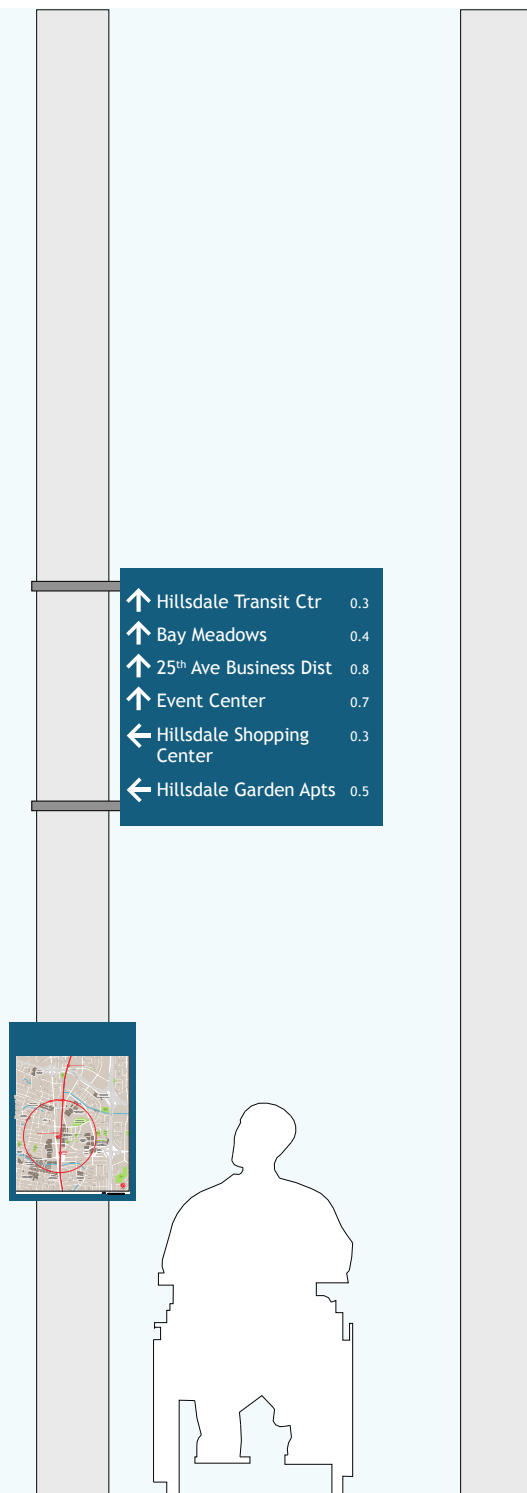 Hillsdale Transit Ctr 0.3
Bay Meadows 0.4
25th Ave Business Dist 0.8
Event Center 0.7
Hillsdale Shopping 0.3
Center
Hillsdale Garden Apts 0.5